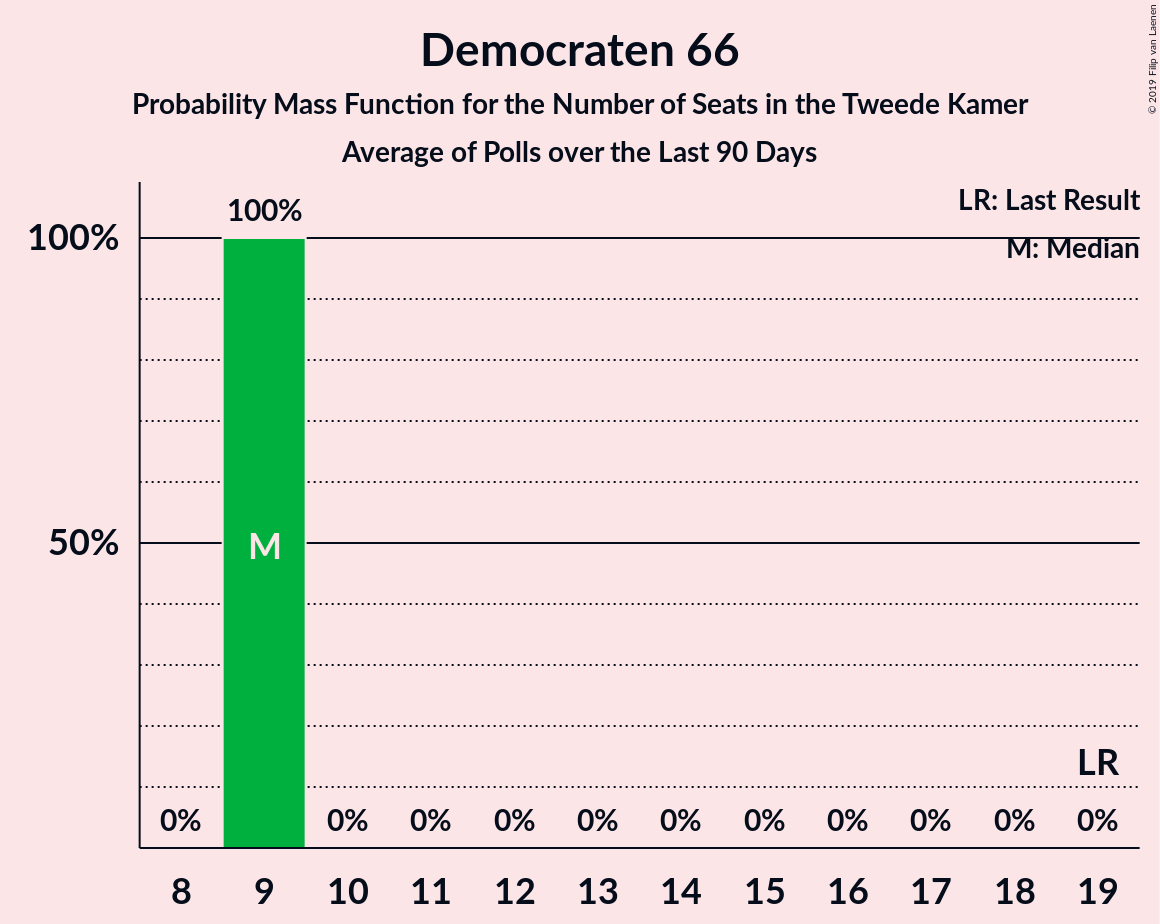 Democraten 66
Probability Mass Function for the Number of Seats in the Tweede Kamer
Average of Polls over the Last 90 Days
© 2019 Filip van Laenen
LR: Last Result
M: Median
100%
100%
50%
M
LR
0% 0% 0% 0% 0% 0% 0% 0% 0% 0% 0%
8 9 10 11 12 13 14 15 16 17 18 19